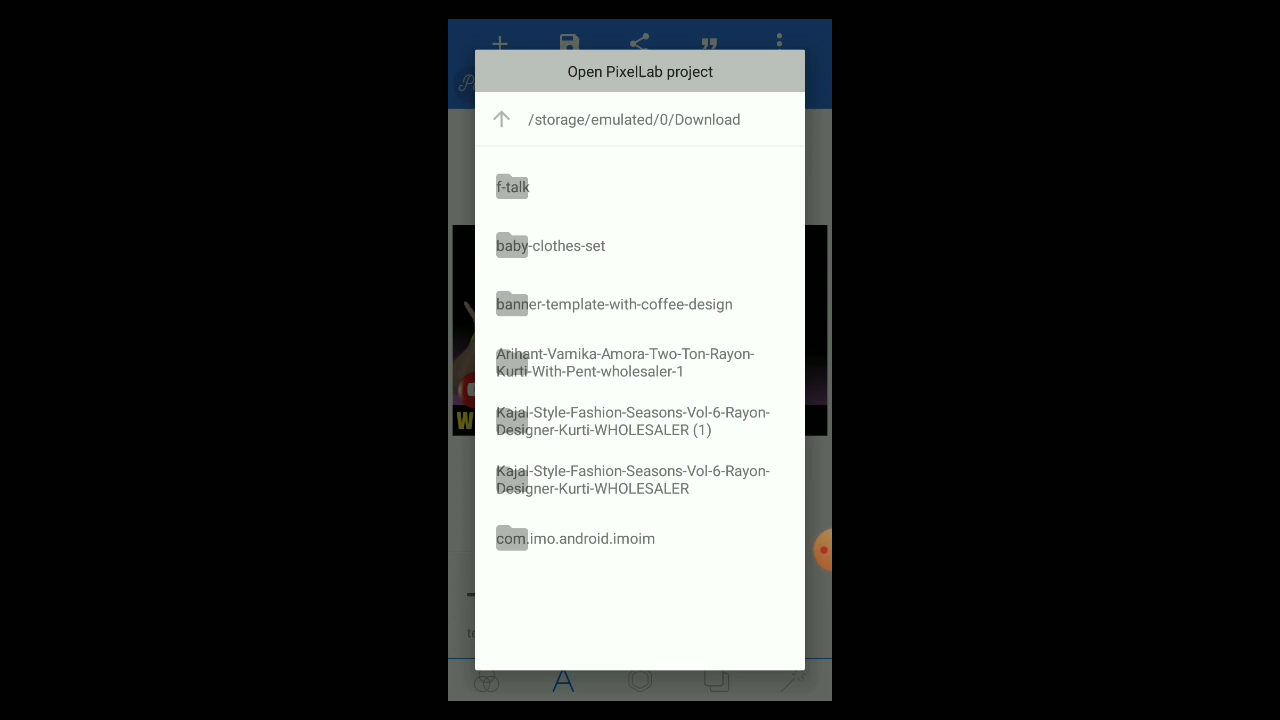 Open PixelLab project
/storage/emulated/0/Download
f-talk
baby-clothes-set
banner-template-with-coffee-design
Arihant-Vamika-Amora-Two-Ton-Rayon-
Kurti-With-Pent-wholesaler-1
Kajal-Style-Fashion-Seasons-Vol-6-Rayon-
Designer-Kurti-WHOLESALER (1)
Kajal-Style-Fashion-Seasons-Vol-6-Rayon-
Designer-Kurti-WHOLESALER
com.imo.android.imoim